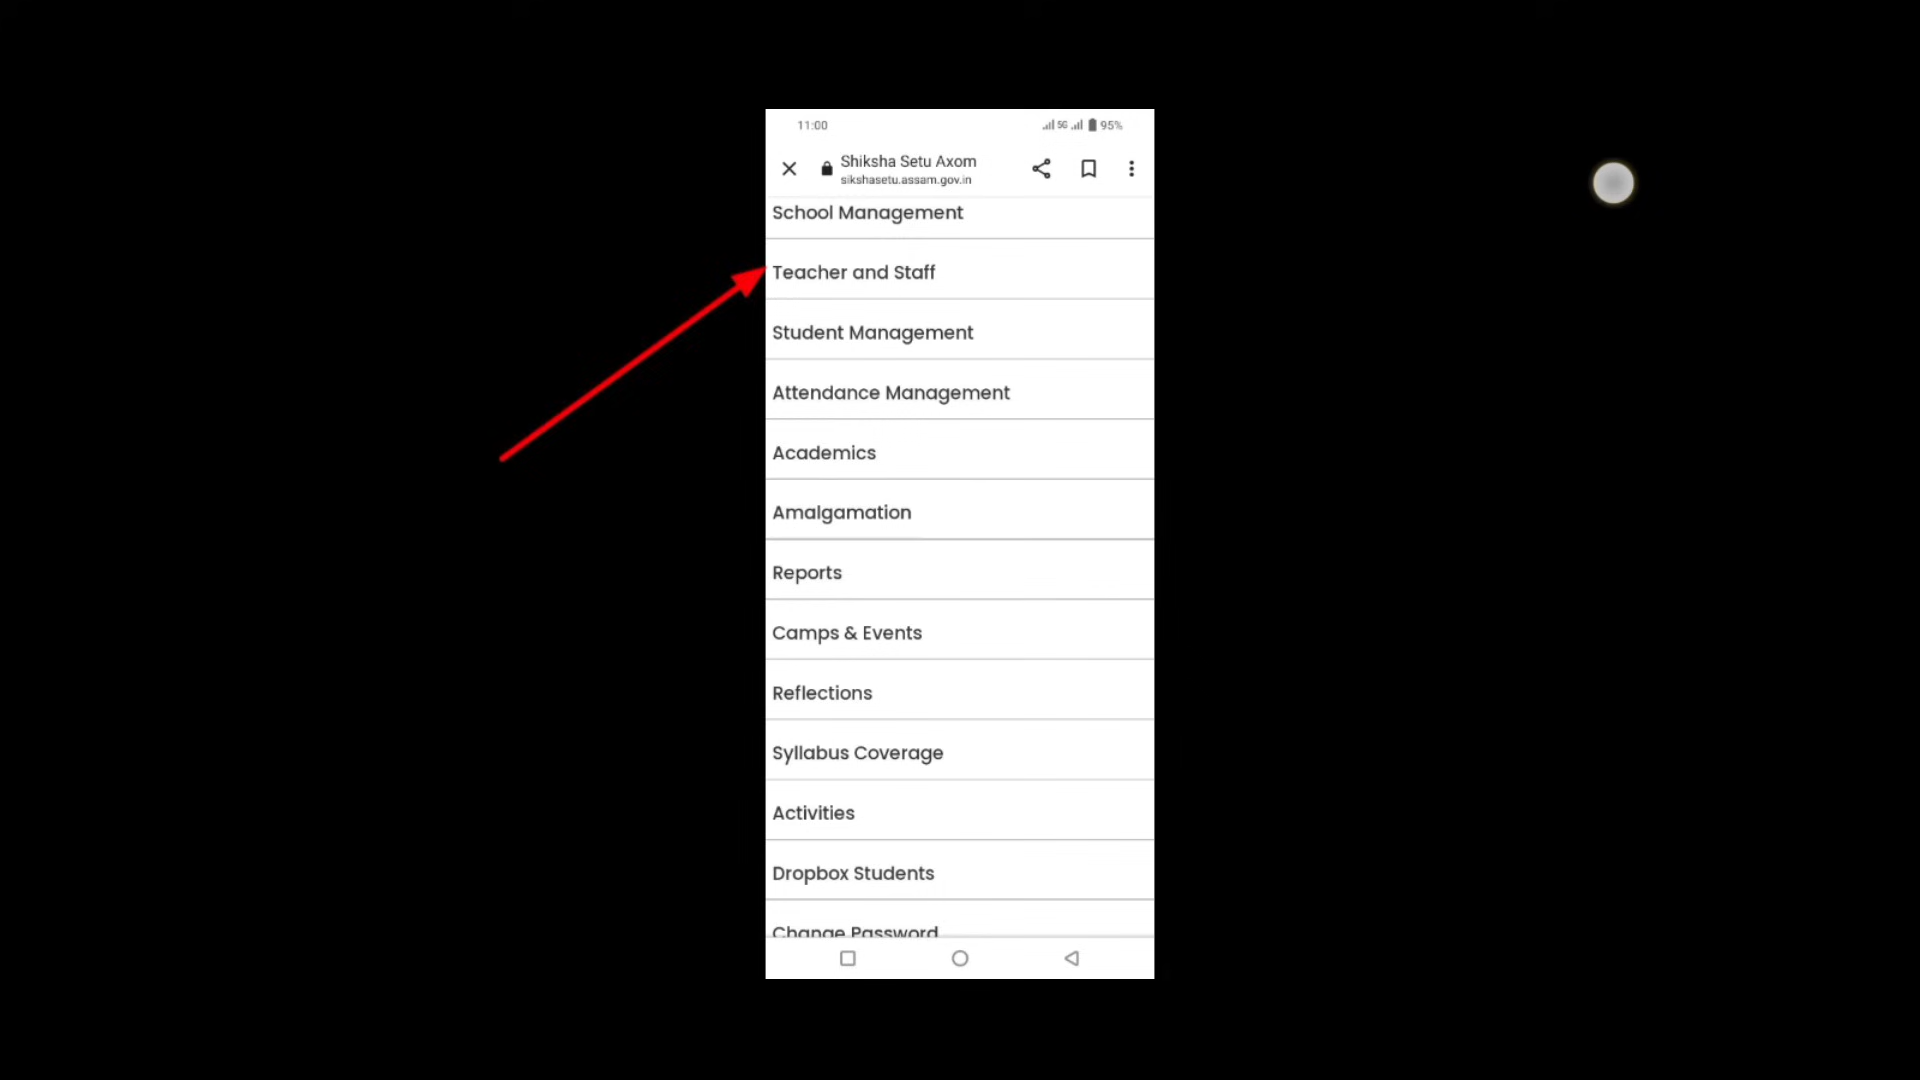 11:00
5G 95%
Shiksha Setu Axom
sikshasetu.assam.gov.in
School Management
Teacher and Staff
Student Management
Attendance Management
Academics
Amalgamation
Reports
Camps & Events
Reflections
Syllabus Coverage
Activities
Dropbox Students
Change Password